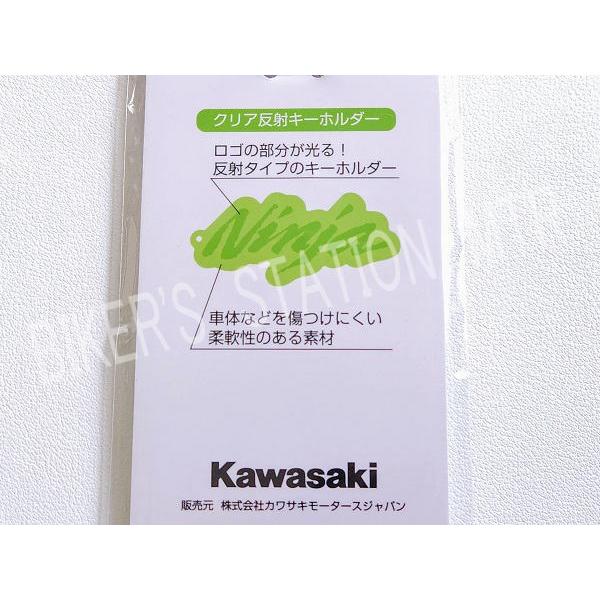 クリア反射キーホルダー
ロゴの部分が光る！
反射タイプのキーホルダー
Ninja
車体などを傷つけにくい
柔軟性のある素材
Kawasaki
販売元 株式会社カワサキモータースジャパン
BIKER'S STATION